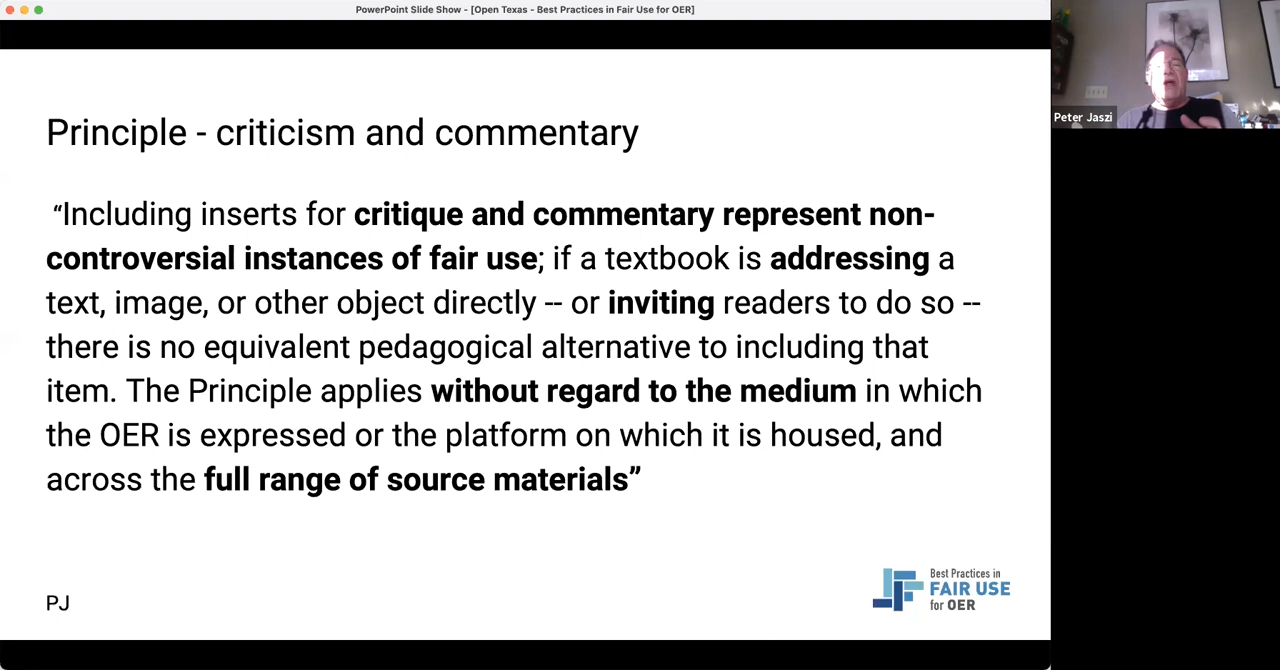 PowerPoint Slide Show - [Open Texas - Best Practices in Fair Use for OER]
Principle - criticism and commentary
“Including inserts for critique and commentary represent non-
controversial instances of fair use; if a textbook is addressing a
text, image, or other object directly -- or inviting readers to do so --
there is no equivalent pedagogical alternative to including that
item. The Principle applies without regard to the medium in which
the OER is expressed or the platform on which it is housed, and
across the full range of source materials”
PJ
Best Practices in
FAIR USE
for OER
Peter Jaszi